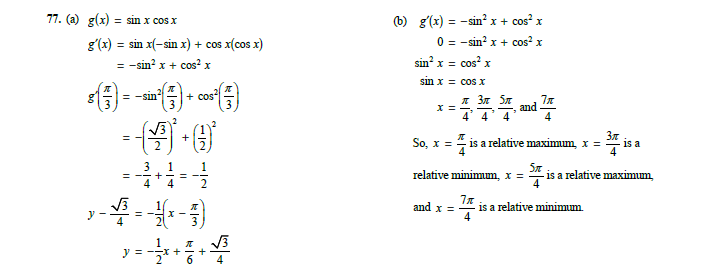 77. (a) g(x) = sin x cos x
g′(x) = sin x(−sin x) + cos x(cos x)
= −sin² x + cos² x
g′(π/3) = −sin²(π/3) + cos²(π/3)
= −(√3/2)² + (1/2)²
= −3/4 + 1/4 = −1/2
y − √3/4 = −1/2(x − π/3)
y = −1/2x + π/6 + √3/4
(b) g′(x) = −sin² x + cos² x
0 = −sin² x + cos² x
sin² x = cos² x
sin x = cos x
x = π/4, 3π/4, 5π/4, and 7π/4
So, x = π/4 is a relative maximum, x = 3π/4 is a
relative minimum, x = 5π/4 is a relative maximum,
and x = 7π/4 is a relative minimum.